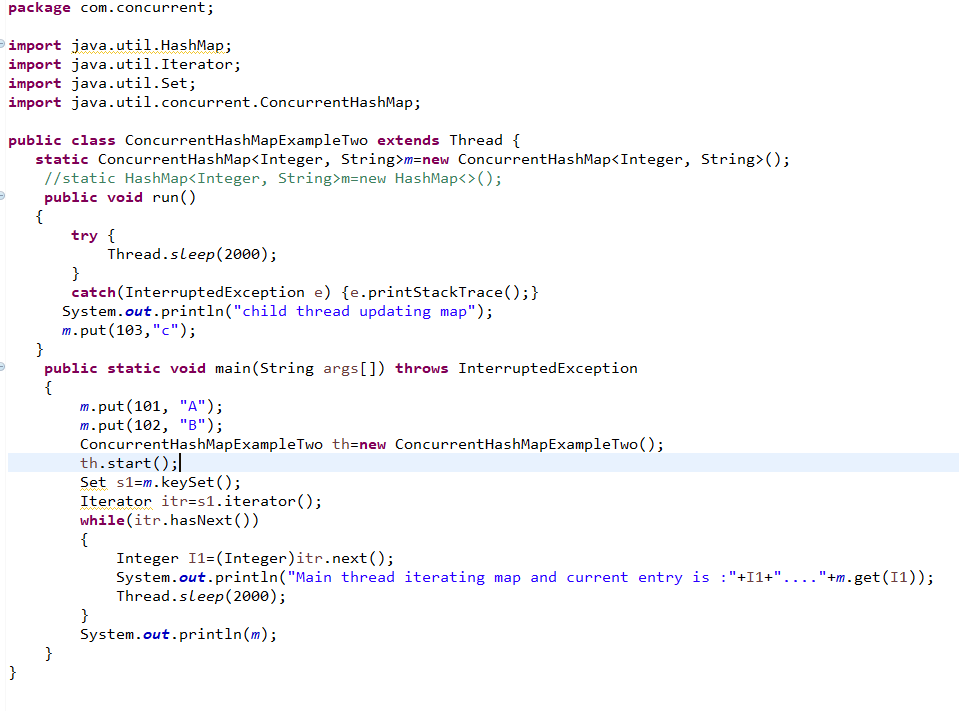 package com.concurrent;
import java.util.HashMap;
import java.util.Iterator;
import java.util.Set;
import java.util.concurrent.ConcurrentHashMap;
public class ConcurrentHashMapExampleTwo extends Thread {
static ConcurrentHashMap<Integer, String>m=new ConcurrentHashMap<Integer, String>();
//static HashMap<Integer, String>m=new HashMap<>();
public void run()
{
try {
Thread.sleep(2000);
}
catch(InterruptedException e) {e.printStackTrace();}
System.out.println("child thread updating map");
m.put(103,"c");
}
public static void main(String args[]) throws InterruptedException
{
m.put(101, "A");
m.put(102, "B");
ConcurrentHashMapExampleTwo th=new ConcurrentHashMapExampleTwo();
th.start();
Set s1=m.keySet();
Iterator itr=s1.iterator();
while(itr.hasNext())
{
Integer I1=(Integer)itr.next();
System.out.println("Main thread iterating map and current entry is :"+I1+"...."+m.get(I1));
Thread.sleep(2000);
}
System.out.println(m);
}
}